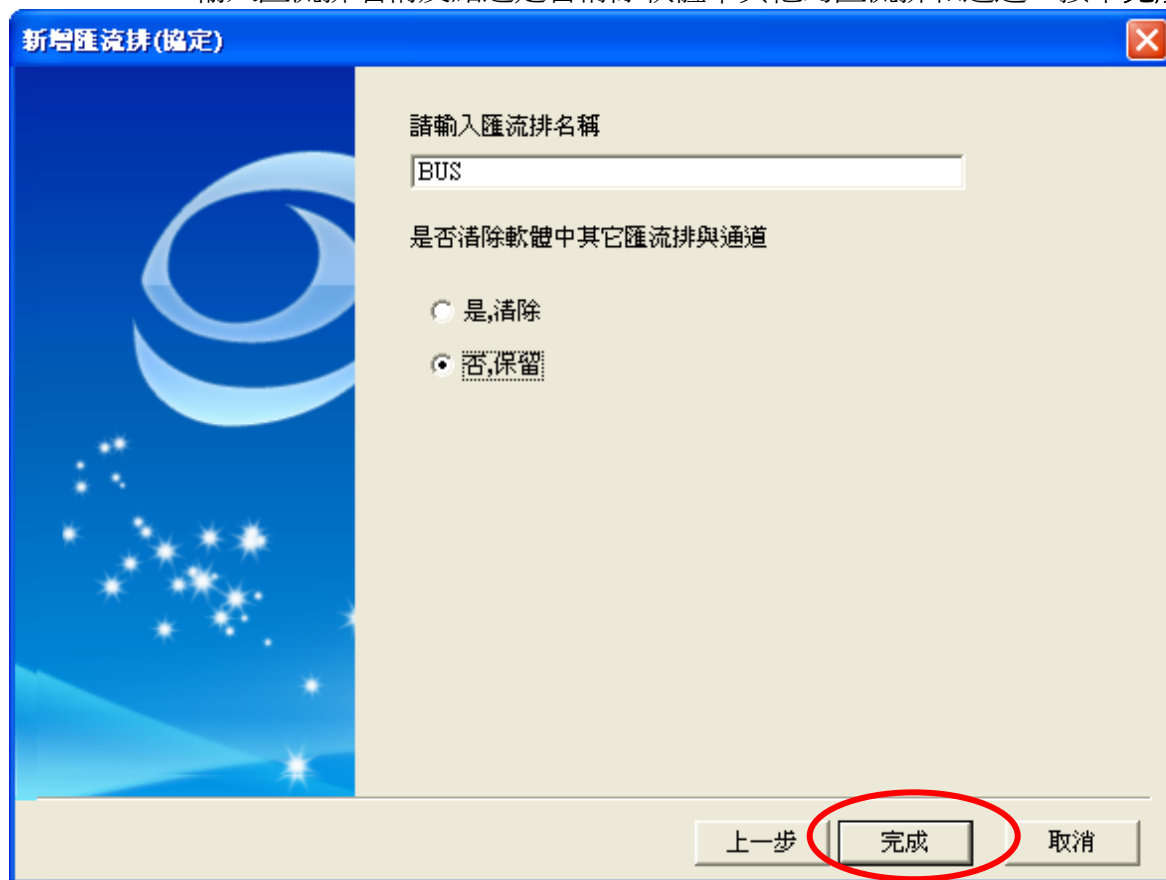 新增匯流排(協定)
請輸入匯流排名稱
BUS
是否清除軟體中其它匯流排與通道
是,清除
否,保留
上一步
完成
取消